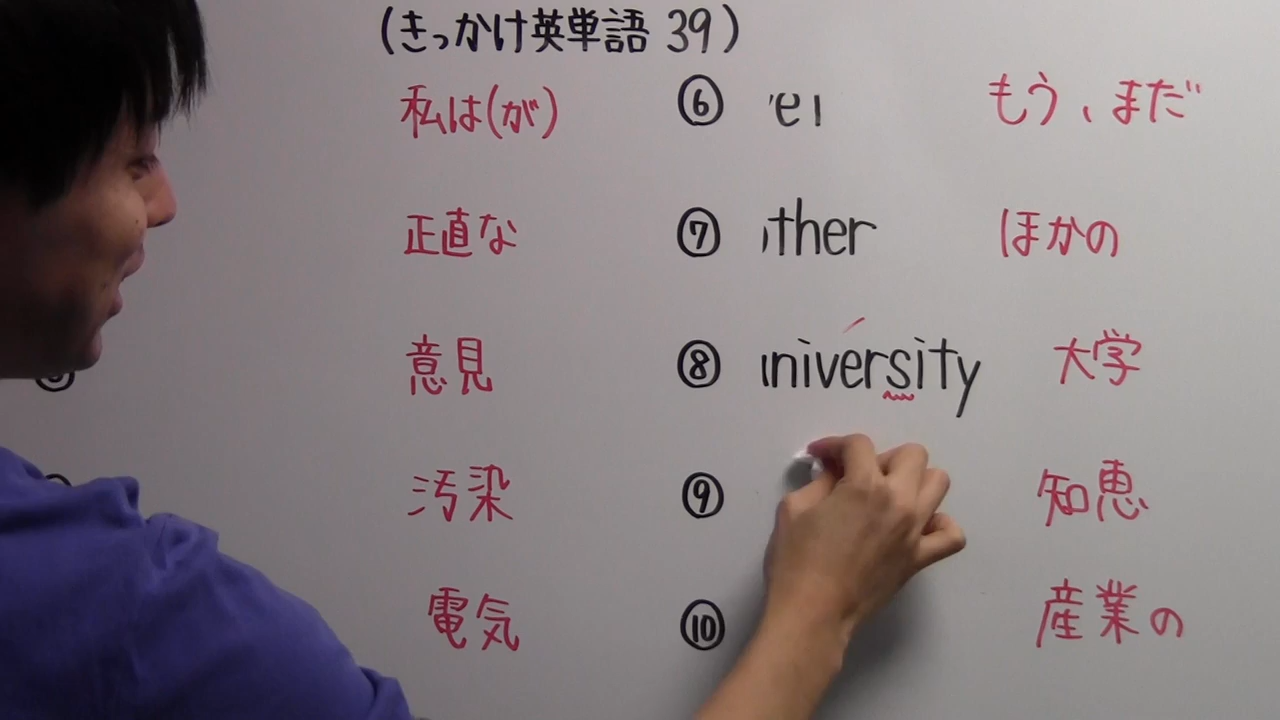 (きっかけ英単語 39)
私は(が) ⑥ もう、まだ
正直な ⑦ ther ほかの
意見 ⑧ niversity 大学
汚染 ⑨ 知恵
電気 ⑩ 産業の